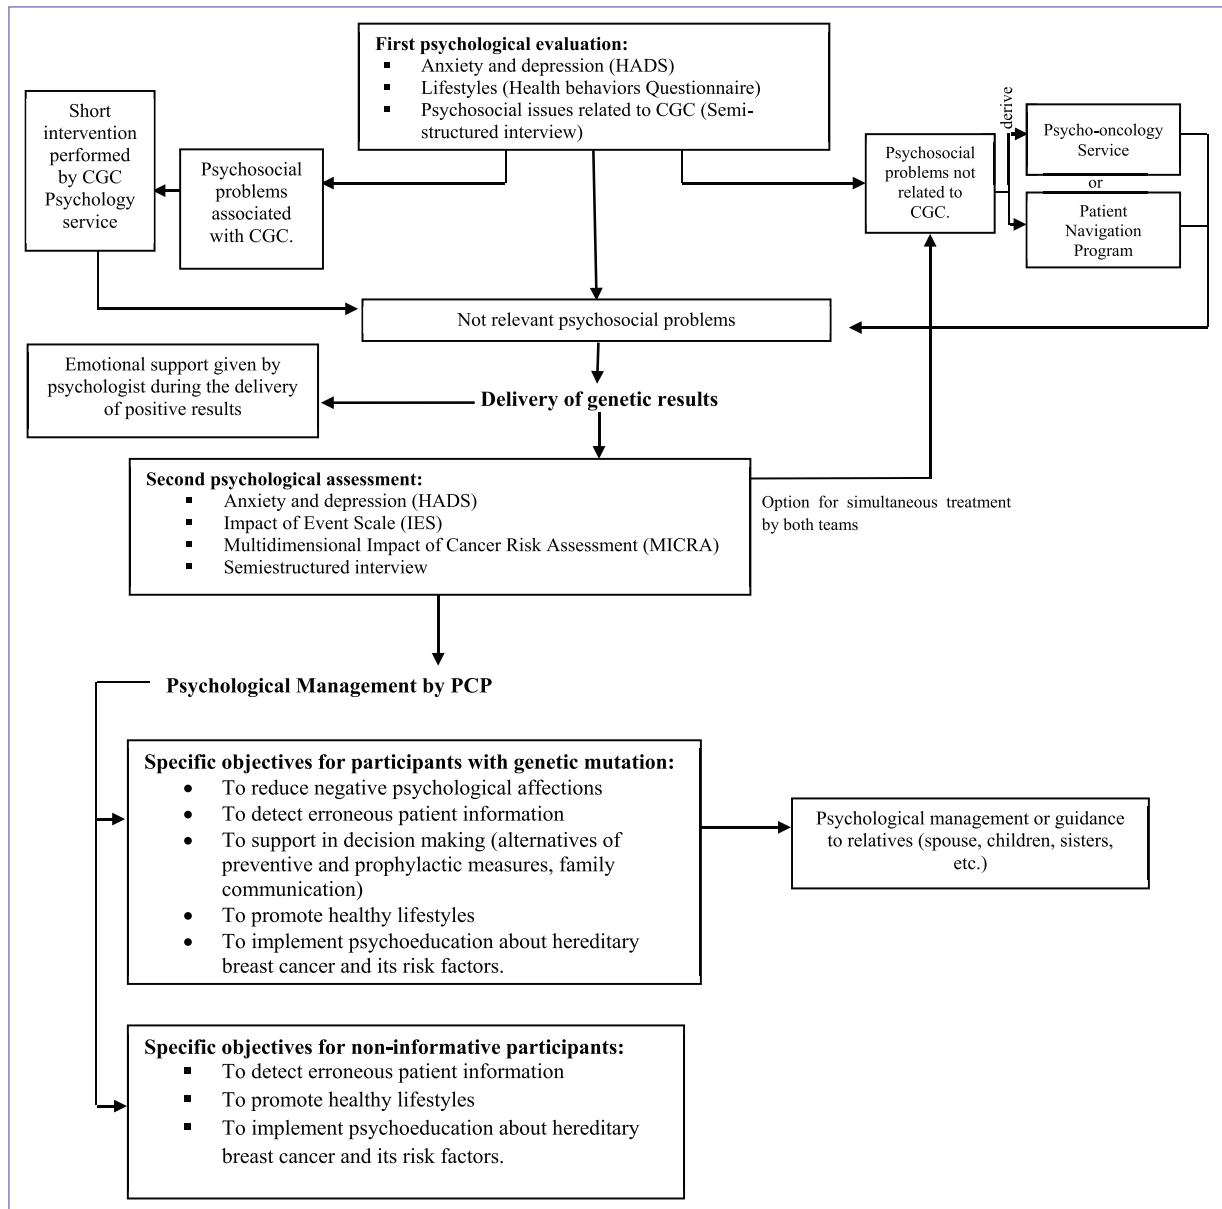 First psychological evaluation:
▪ Anxiety and depression (HADS)
▪ Lifestyles (Health behaviors Questionnaire)
▪ Psychosocial issues related to CGC (Semi-
structured interview)
Short
intervention
performed
by CGC
Psychology
service
Psychosocial
problems
associated
with CGC.
Psychosocial
problems not
related to
CGC.
derive
Psycho-oncology
Service
or
Patient
Navigation
Program
Not relevant psychosocial problems
Emotional support given by
psychologist during the delivery
of positive results
Delivery of genetic results
Second psychological assessment:
▪ Anxiety and depression (HADS)
▪ Impact of Event Scale (IES)
▪ Multidimensional Impact of Cancer Risk Assessment (MICRA)
▪ Semiestructured interview
Option for simultaneous treatment
by both teams
Psychological Management by PCP
Specific objectives for participants with genetic mutation:
• To reduce negative psychological affections
• To detect erroneous patient information
• To support in decision making (alternatives of
preventive and prophylactic measures, family
communication)
• To promote healthy lifestyles
• To implement psychoeducation about hereditary
breast cancer and its risk factors.
Psychological management or guidance
to relatives (spouse, children, sisters,
etc.)
Specific objectives for non-informative participants:
▪ To detect erroneous patient information
▪ To promote healthy lifestyles
▪ To implement psychoeducation about hereditary
breast cancer and its risk factors.